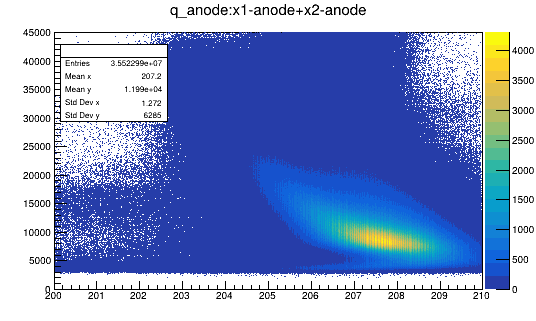 q_anode:x1-anode+x2-anode
45000
40000
35000
30000
25000
20000
15000
10000
5000
0
Entries 3.552299e+07
Mean x 207.2
Mean y 1.199e+04
Std Dev x 1.272
Std Dev y 6285
4000
3500
3000
2500
2000
1500
1000
500
0
200 201 202 203 204 205 206 207 208 209 210